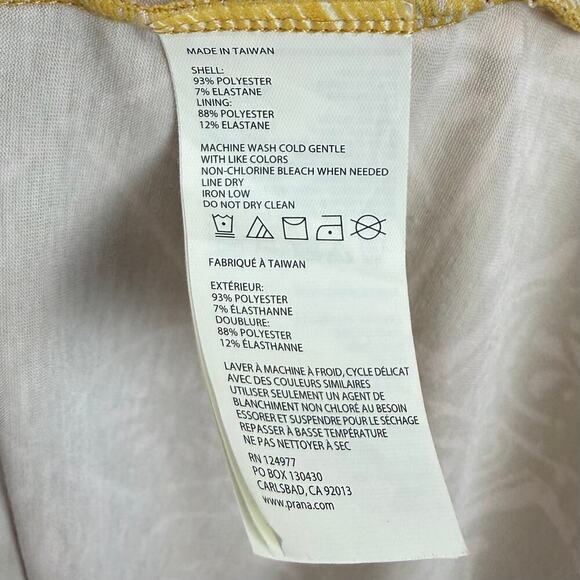 MADE IN TAIWAN
SHELL:
93% POLYESTER
7% ELASTANE
LINING:
88% POLYESTER
12% ELASTANE
MACHINE WASH COLD GENTLE
WITH LIKE COLORS
NON-CHLORINE BLEACH WHEN NEEDED
LINE DRY
IRON LOW
DO NOT DRY CLEAN
FABRIQUÉ À TAIWAN
EXTÉRIEUR:
93% POLYESTER
7% ÉLASTHANNE
DOUBLURE:
88% POLYESTER
12% ÉLASTHANNE
LAVER À MACHINE À FROID, CYCLE DÉLICAT
AVEC DES COULEURS SIMILAIRES
UTILISER SEULEMENT UN AGENT DE
BLANCHIMENT NON CHLORÉ AU BESOIN
ESSORER ET SUSPENDRE POUR LE SÉCHAGE
REPASSER À BASSE TEMPÉRATURE
NE PAS NETTOYER À SEC
RN 124977
PO BOX 130430
CARLSBAD, CA 92013
www.prana.com